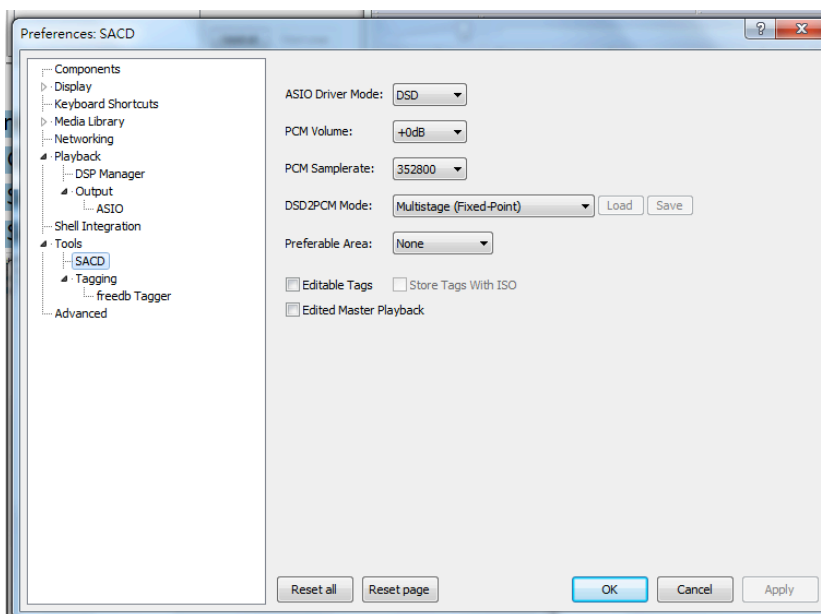 Preferences: SACD
Components
Display
Keyboard Shortcuts
Media Library
Networking
Playback
DSP Manager
Output
ASIO
Shell Integration
Tools
SACD
Tagging
freedb Tagger
Advanced
ASIO Driver Mode: DSD
PCM Volume: +0dB
PCM Samplerate: 352800
DSD2PCM Mode: Multistage (Fixed-Point) Load Save
Preferable Area: None
Editable Tags Store Tags With ISO
Edited Master Playback
Reset all Reset page OK Cancel Apply